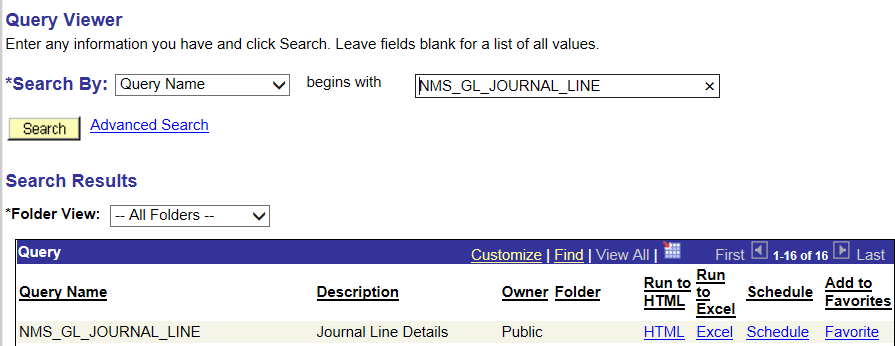 Query Viewer
Enter any information you have and click Search. Leave fields blank for a list of all values.
*Search By: Query Name begins with NMS_GL_JOURNAL_LINE ×
Search Advanced Search
Search Results
*Folder View: -- All Folders --
Query Customize | Find | View All | First 1-16 of 16 Last
Query Name Description Owner Folder Run to HTML Run to Excel Schedule Add to Favorites
NMS_GL_JOURNAL_LINE Journal Line Details Public HTML Excel Schedule Favorite